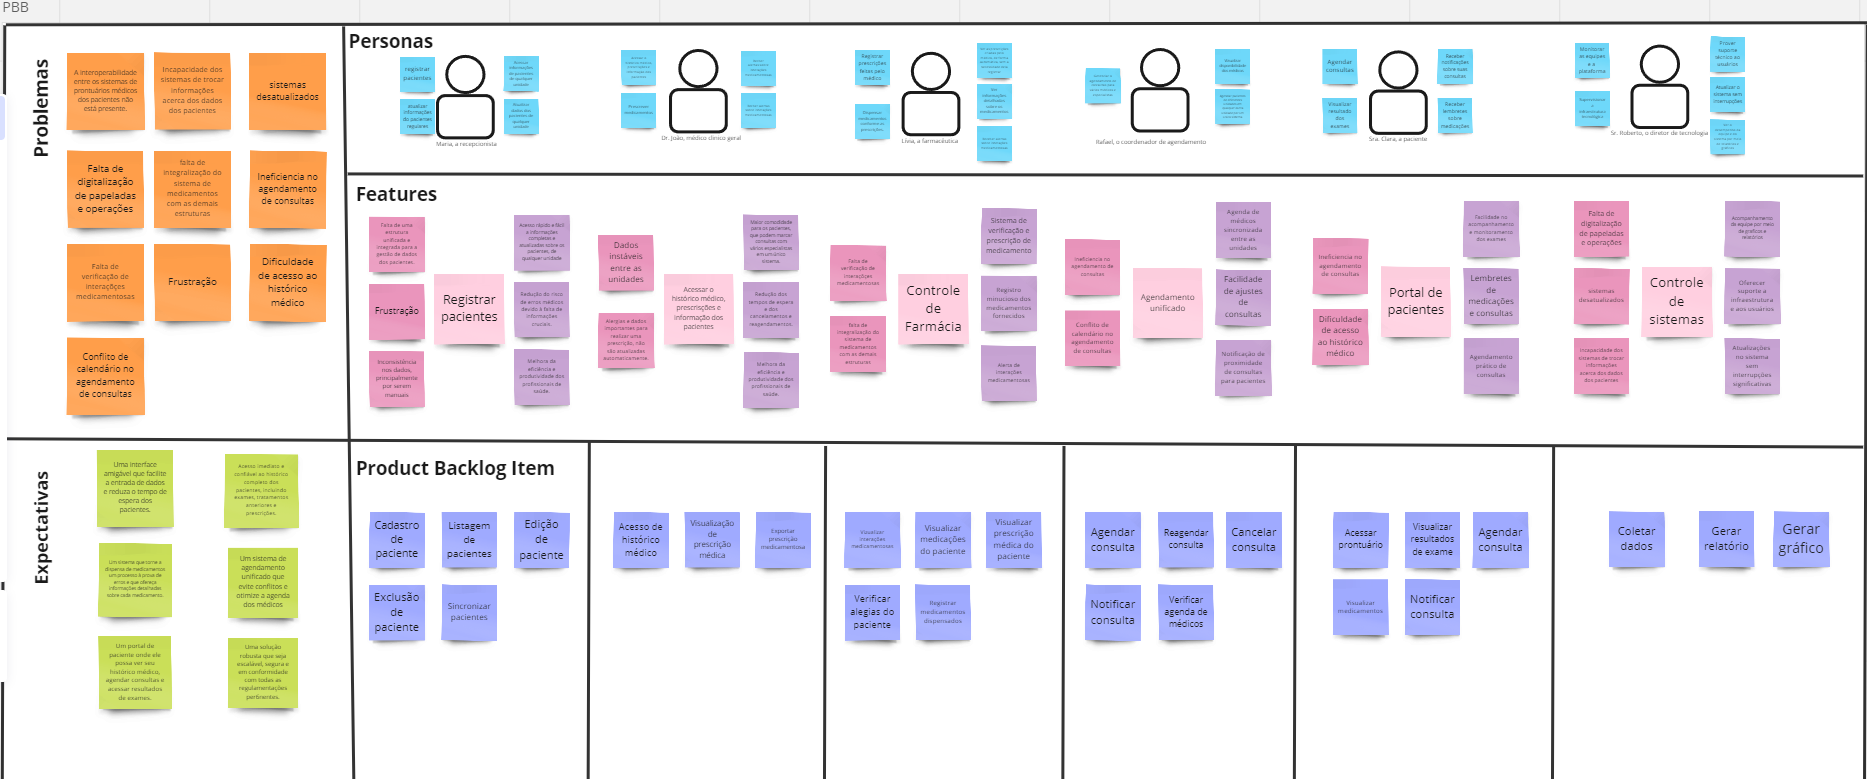 PBB
Problemas
A interoperabilidade
entre os sistemas de
prontuários médicos
dos pacientes não
está presente.
Incapacidade dos
sistemas de trocar
informações
acerca dos dados
dos pacientes
sistemas
desatualizados
Falta de
digitalização
de papeladas
e operações
falta de
integralização do
sistema de
medicamentos
com as demais
estruturas
Ineficiencia no
agendamento
de consultas
Falta de
verificação de
interações
medicamentosas
Frustração
Dificuldade
de acesso ao
histórico
médico
Conflito de
calendário no
agendamento
de consultas
Personas
registrar
pacientes
atualizar
informações
do pacientes
regulares
Maria, a recepcionista
Dr. João, médico clinico geral
Registrar
prescrições
feitas pelo
médico
Dispensar
medicamentos
conforme as
prescrições.
Livia, a farmacêutica
Rafael, o coordenador de agendamento
Agendar
consultas
Visualizar
resultado
dos
exames
Receber
notificações
sobre suas
consultas
Receber
lembretes
sobre
medicações
Sra. Clara, a paciente
Monitorar
as equipes
e a
plataforma
Prover
suporte
técnico ao
usuários
Atualizar o
sistema sem
interrupções
Sr. Roberto, o diretor de tecnologia
Features
Falta de uma
estrutura
unificada e
integrada para a
gestão de dados
dos pacientes.
Frustração
Inconsistência
nos dados,
principalmente
por serem
manuais
Registrar
pacientes
Acesso rápido e fácil
a informações
completas e
atualizadas sobre os
pacientes, de
qualquer unidade
Redução do risco
de erros médicos
devido à falta de
informações
cruciais.
Melhora da
eficiência e
produtividade dos
profissionais de
saúde.
Dados
instáveis
entre as
unidades
Alergias e dados
importantes para
realizar uma
prescrição, não
são atualizadas
automaticamente.
Acessar o
histórico médico,
prescrições e
informação dos
pacientes
Maior comodidade
para os pacientes,
que podem marcar
consultas com
vários especialistas
em um único
sistema.
Redução dos
tempos de espera
e dos
cancelamentos e
reagendamentos.
Melhora da
eficiência e
produtividade dos
profissionais de
saúde.
Falta de
verificação de
interações
medicamentosas
falta de
integralização do
sistema de
medicamentos
com as demais
estruturas
Controle
de
Farmácia
Sistema de
verificação e
prescrição de
medicamento
Registro
minucioso dos
medicamentos
fornecidos
Alerta de
interações
medicamentosas
Ineficiencia no
agendamento de
consultas
Conflito de
calendário no
agendamento
de consultas
Agendamento
unificado
Agenda de
médicos
sincronizada
entre as
unidades
Facilidade
de ajustes
de
consultas
Notificação de
proximidade
de consultas
para pacientes
Ineficiencia no
agendamento
de consultas
Dificuldade
de acesso
ao histórico
médico
Portal de
pacientes
Facilidade no
acompanhamento
e monitoramento
dos exames.
Lembretes
de
medicações
e consultas
Agendamento
prático de
consultas
Falta de
digitalização
de papeladas
e operações
sistemas
desatualizados
Incapacidade dos
sistemas de trocar
informações
acerca dos dados
dos pacientes
Controle
de
sistemas
Acompanhamento
da equipe por meio
de gráficos e
relatórios
Oferecer
suporte a
infraestrutura
e aos usuários
Atualizações
no sistema
sem
interrupções
significativas
Expectativas
Uma interface
amigável que facilite
a entrada de dados
e reduza o tempo de
espera dos
pacientes.
Acesso imediato e
confiável ao histórico
completo dos
pacientes, incluindo
exames, tratamentos
anteriores e
prescrições.
Um sistema que torne a
dispensa de medicamentos
um processo à prova de
erros e que ofereça
informações detalhadas
sobre cada medicamento.
Um sistema de
agendamento
unificado que
evite conflitos e
otimize a agenda
dos médicos
Um portal de
paciente onde ele
possa ver seu
histórico médico,
agendar consultas e
acessar resultados
de exames.
Uma solução
robusta que seja
escalável, segura e
em conformidade
com todas as
regulamentações
pertinentes.
Product Backlog Item
Cadastro
de
paciente
Listagem
de
pacientes
Edição
de
paciente
Exclusão
de
paciente
Sincronizar
pacientes
Acesso de
histórico
médico
Visualização
de
prescrição
médica
Exportar
prescrição
medicamentosa
Visualizar
interações
medicamentosas
Visualizar
medicações
do paciente
Visualizar
prescrição
médica do
paciente
Verificar
alegias do
paciente
Registrar
medicamentos
dispensados
Agendar
consulta
Reagendar
consulta
Cancelar
consulta
Notificar
consulta
Verificar
agenda de
médicos
Acessar
prontuário
Visualizar
resultados
de exame
Agendar
consulta
Visualizar
medicamentos
Notificar
consulta
Coletar
dados
Gerar
relatório
Gerar
gráfico